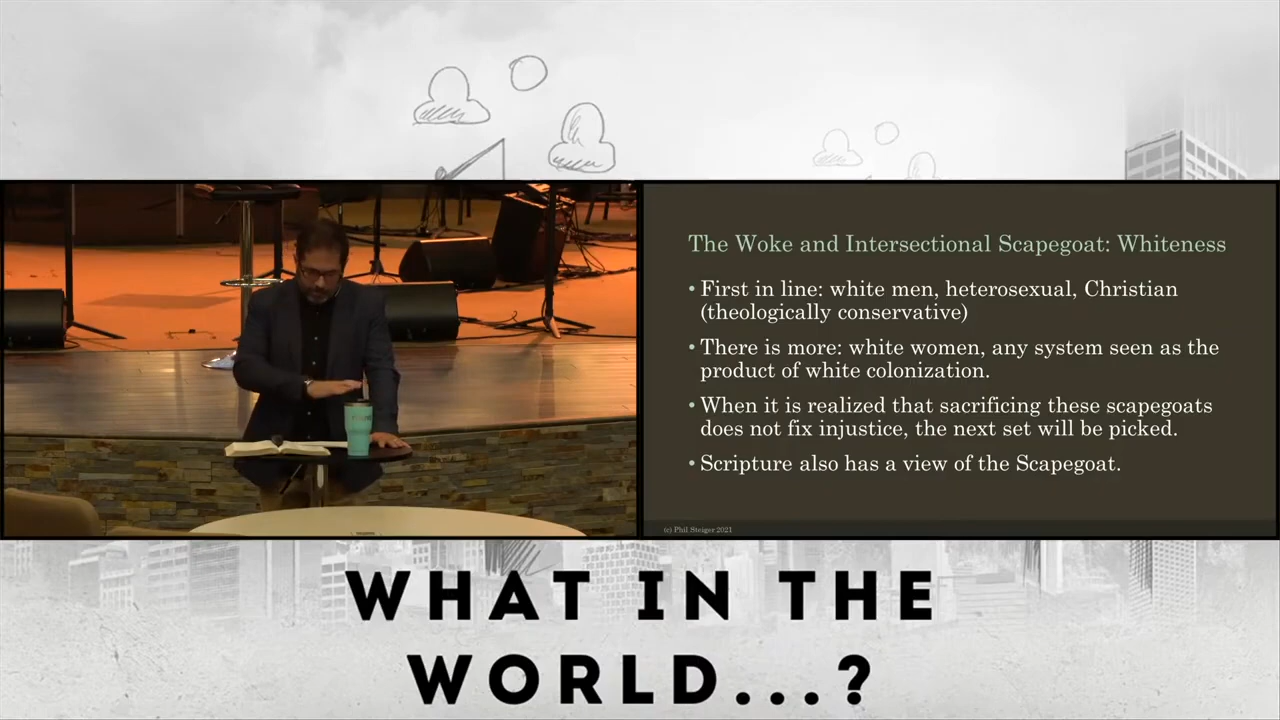 The Woke and Intersectional Scapegoat: Whiteness
• First in line: white men, heterosexual, Christian
(theologically conservative)
• There is more: white women, any system seen as the
product of white colonization.
• When it is realized that sacrificing these scapegoats
does not fix injustice, the next set will be picked.
• Scripture also has a view of the Scapegoat.
(c) Phil Steiger 2021
WHAT IN THE
WORLD...?